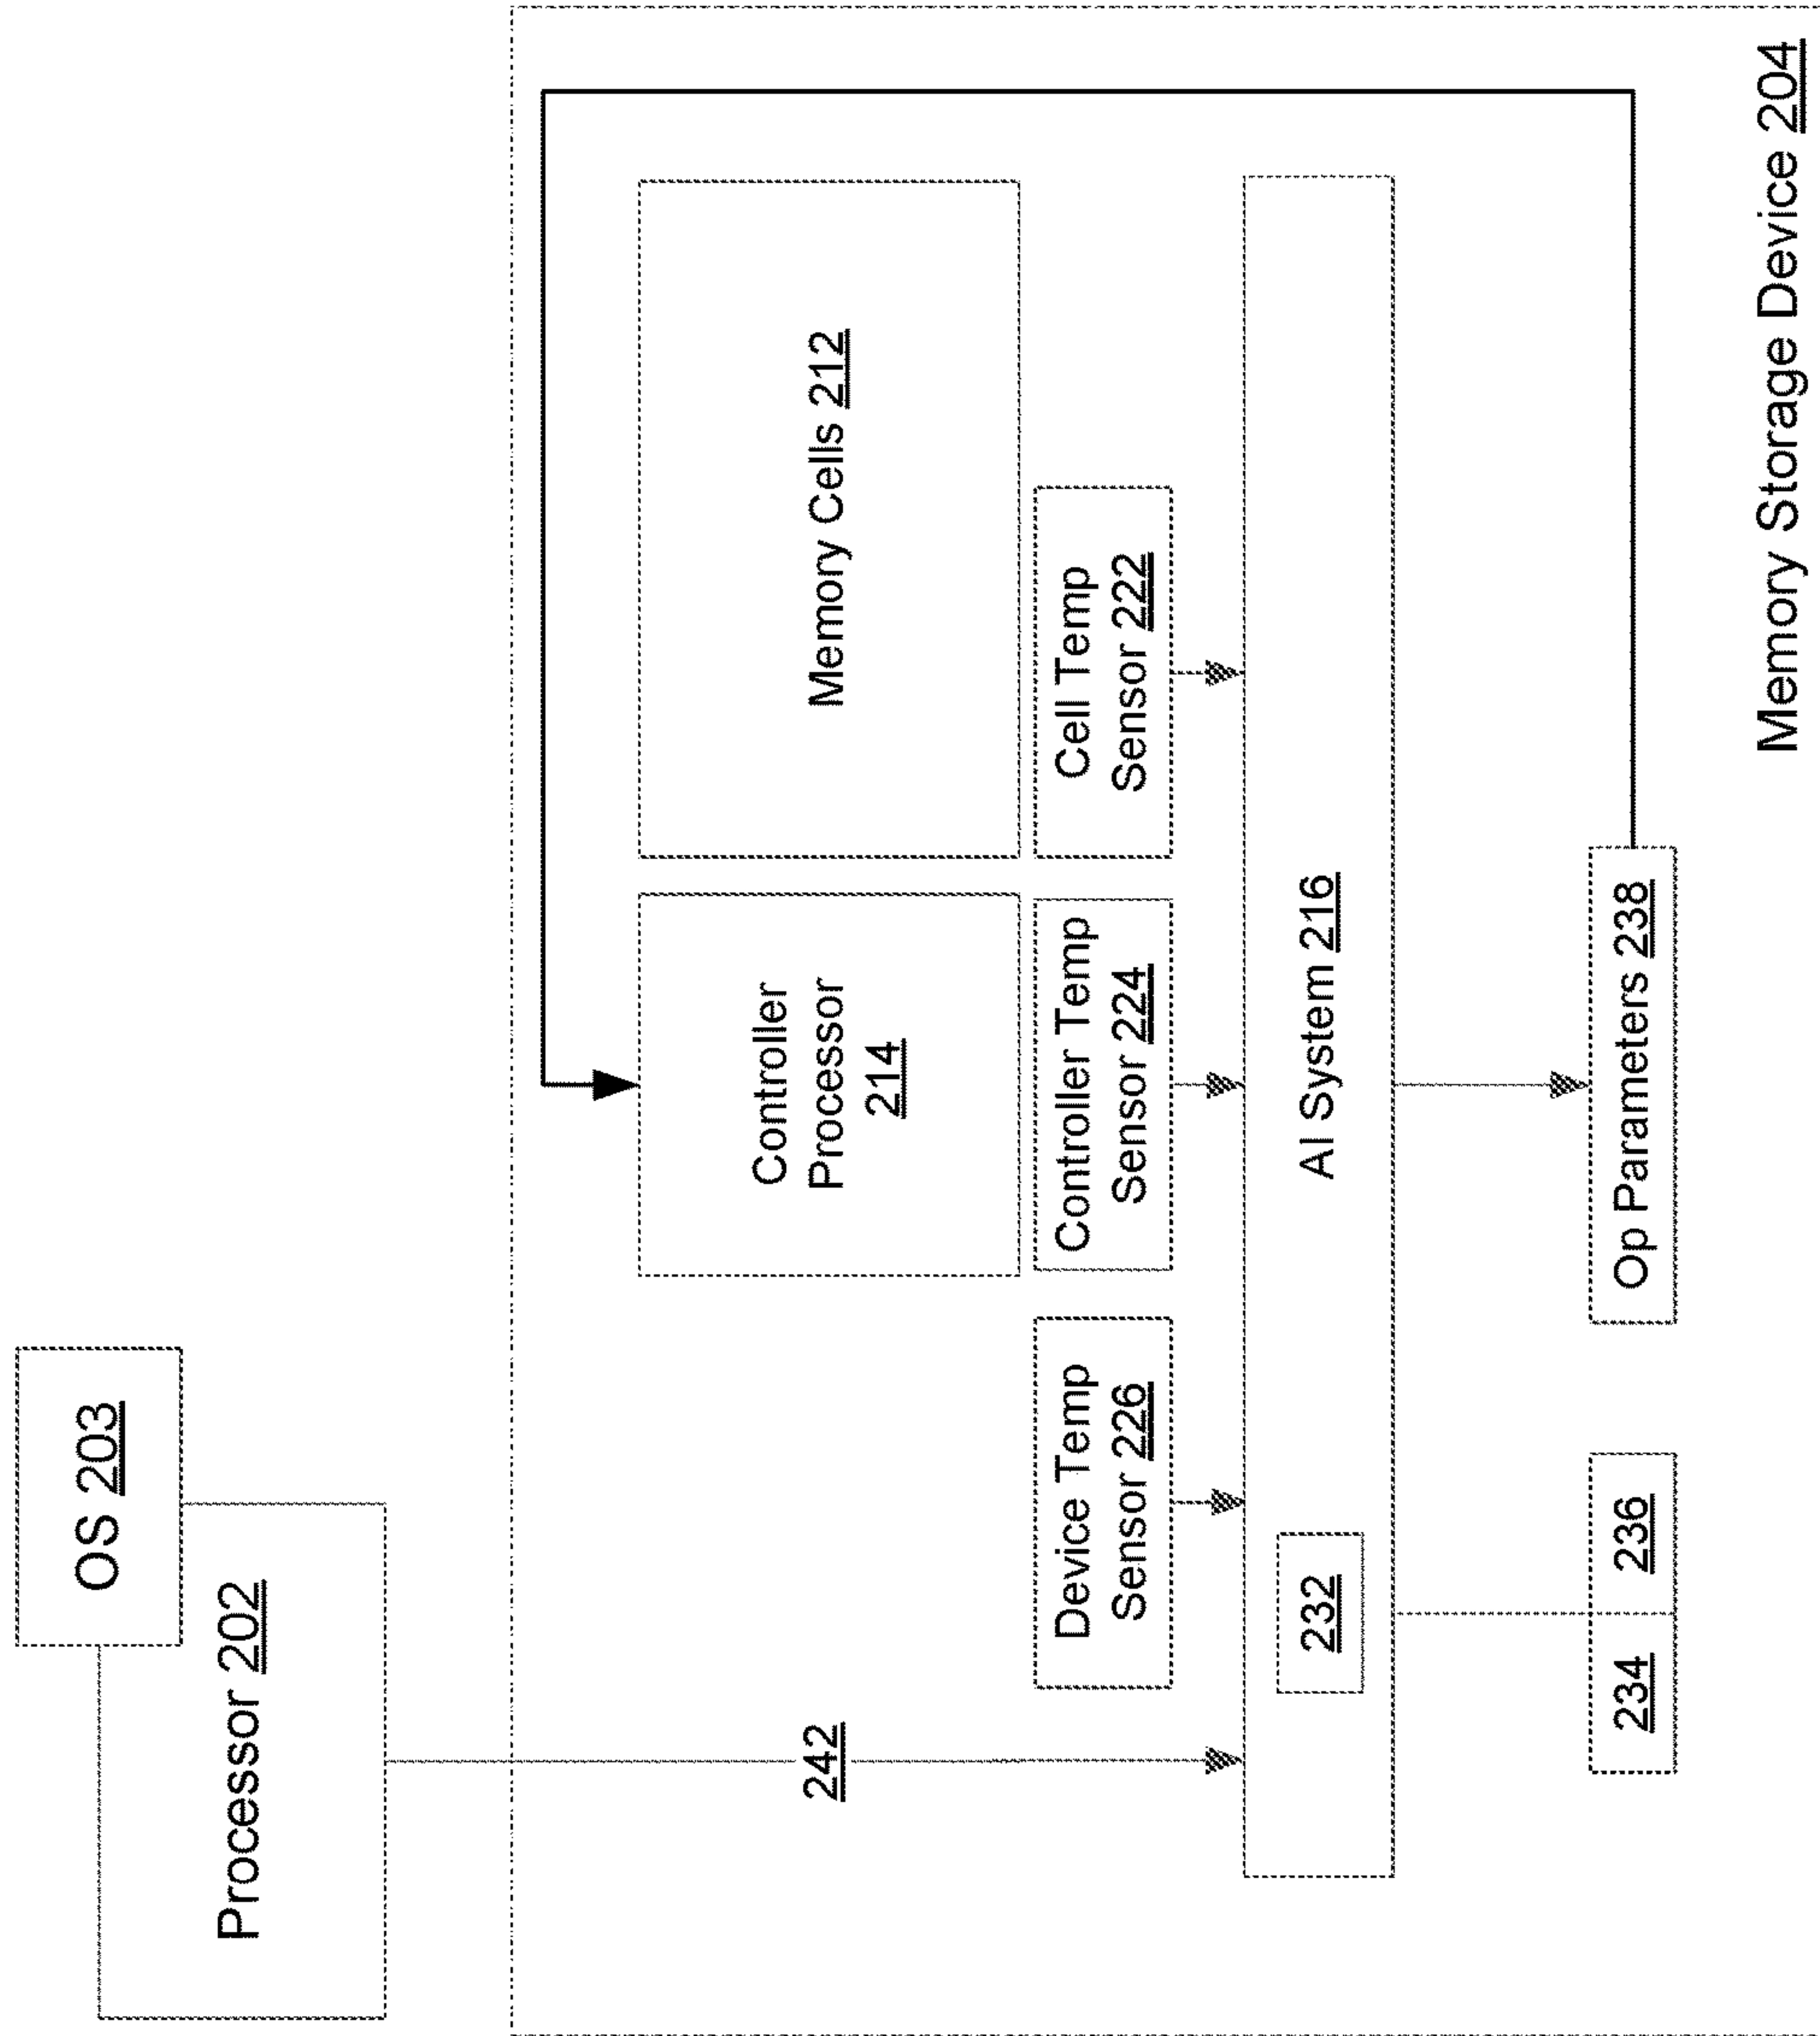 OS 203
Processor 202
242
Controller
Processor
214
Memory Cells 212
Device Temp
Sensor 226
Controller Temp
Sensor 224
Cell Temp
Sensor 222
232
AI System 216
234
236
Op Parameters 238
Memory Storage Device 204